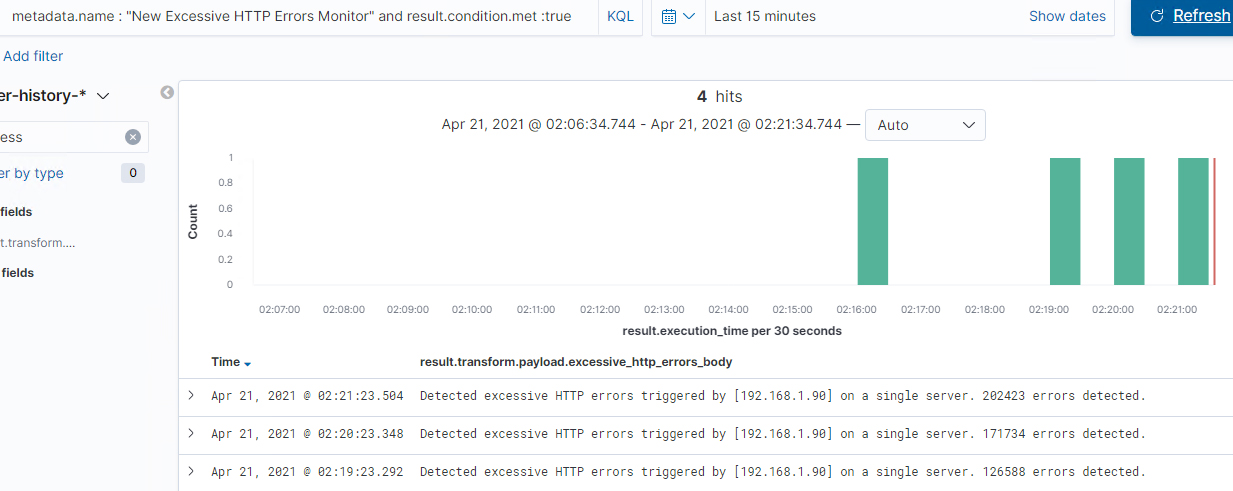 metadata.name : "New Excessive HTTP Errors Monitor" and result.condition.met :true KQL Last 15 minutes Show dates Refresh
Add filter
er-history-*
4 hits
Apr 21, 2021 @ 02:06:34.744 - Apr 21, 2021 @ 02:21:34.744 — Auto
ess
er by type 0
fields
t.transform....
fields
Count
1
0.8
0.6
0.4
0.2
0
02:07:00 02:08:00 02:09:00 02:10:00 02:11:00 02:12:00 02:13:00 02:14:00 02:15:00 02:16:00 02:17:00 02:18:00 02:19:00 02:20:00 02:21:00
result.execution_time per 30 seconds
Time result.transform.payload.excessive_http_errors_body
Apr 21, 2021 @ 02:21:23.504 Detected excessive HTTP errors triggered by [192.168.1.90] on a single server. 202423 errors detected.
Apr 21, 2021 @ 02:20:23.348 Detected excessive HTTP errors triggered by [192.168.1.90] on a single server. 171734 errors detected.
Apr 21, 2021 @ 02:19:23.292 Detected excessive HTTP errors triggered by [192.168.1.90] on a single server. 126588 errors detected.